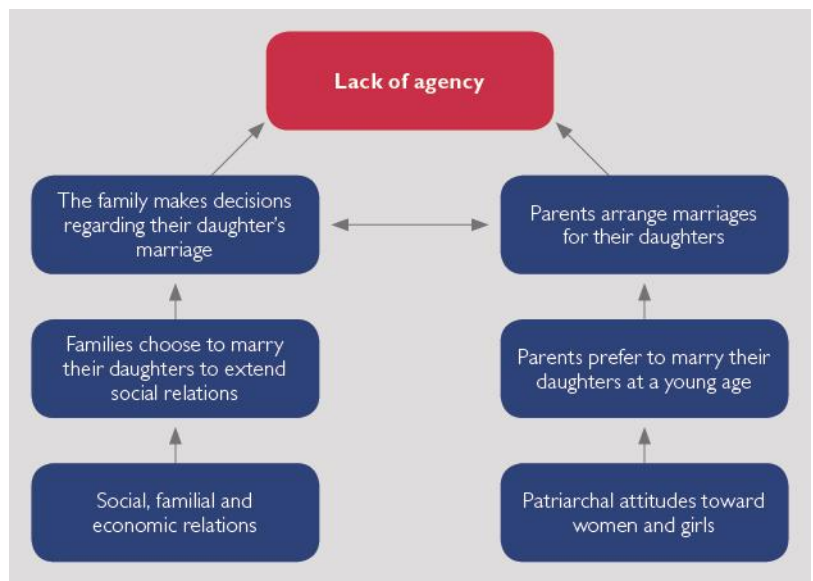 Lack of agency
The family makes decisions
regarding their daughter's
marriage
Parents arrange marriages
for their daughters
Families choose to marry
their daughters to extend
social relations
Parents prefer to marry their
daughters at a young age
Social, familial and
economic relations
Patriarchal attitudes toward
women and girls